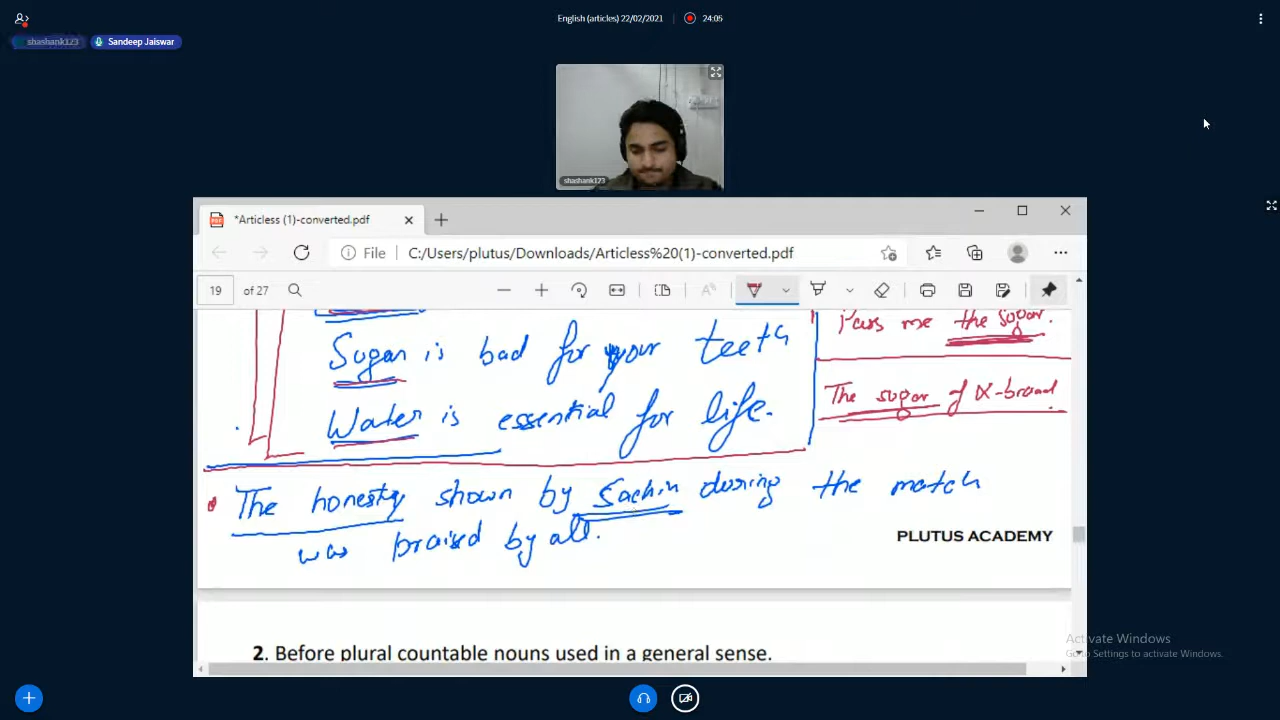 English (articles) 22/02/2021
24:05
shashank123
Sandeep Jaiswar
shashank123
*Articless (1)-converted.pdf
File
C:/Users/plutus/Downloads/Articless%20(1)-converted.pdf
19
of 27
Pass me the sugar.
Sugar is bad for your teeth
The sugar of X-brand
Water is essential for life.
The honesty shown by Sachin during the match
was praised by all.
PLUTUS ACADEMY
2. Before plural countable nouns used in a general sense.
Activate Windows
Go to Settings to activate Windows.